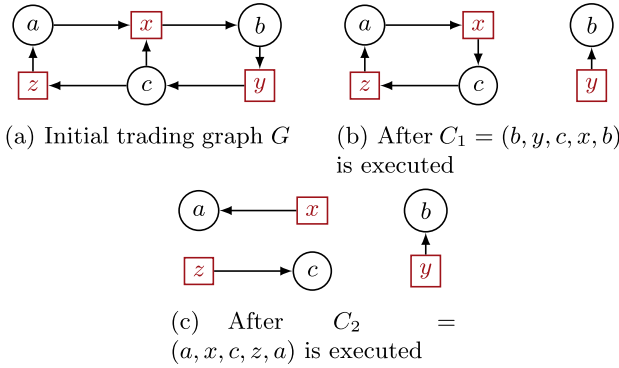 a x b
z c y
(a) Initial trading graph G
a x b
z c y
(b) After C₁ = (b, y, c, x, b)
is executed
a x b
z c y
(c) After C₂ =
(a, x, c, z, a) is executed